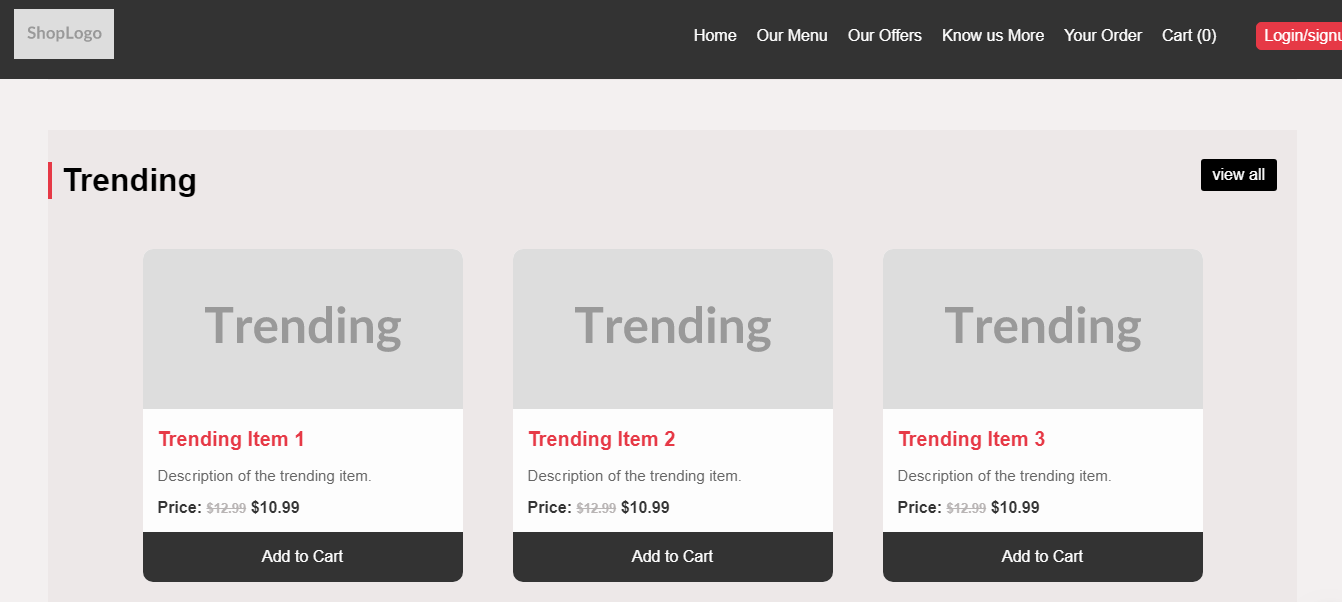 ShopLogo
Home Our Menu Our Offers Know us More Your Order Cart (0) Login/signu
Trending
view all
Trending Trending Trending
Trending Item 1 Trending Item 2 Trending Item 3
Description of the trending item. Description of the trending item. Description of the trending item.
Price: $12.99 $10.99 Price: $12.99 $10.99 Price: $12.99 $10.99
Add to Cart Add to Cart Add to Cart